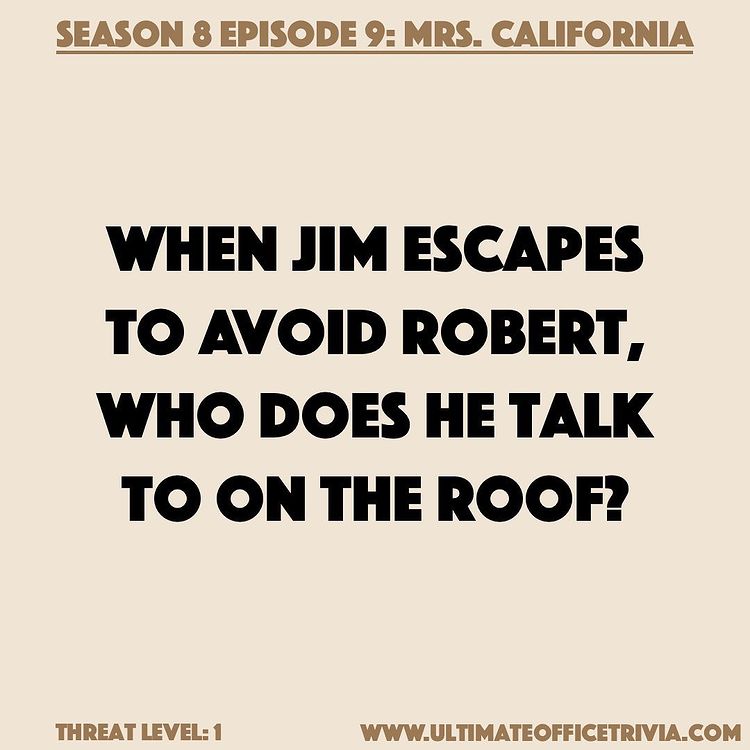 SEASON 8 EPISODE 9: MRS. CALIFORNIA
WHEN JIM ESCAPES
TO AVOID ROBERT,
WHO DOES HE TALK
TO ON THE ROOF?
THREAT LEVEL: 1
WWW.ULTIMATEOFFICETRIVIA.COM